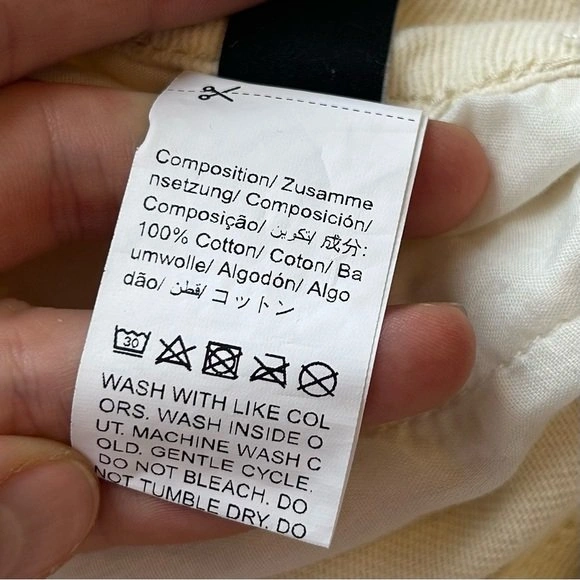 Composition/ Zusamme
nsetzung/ Composición/
Composição/ تكوين/ 成分:
100% Cotton/ Coton/ Ba
umwolle/ Algodón/ Algo
dão/ قطن/ コットン
30
WASH WITH LIKE COL
ORS. WASH INSIDE O
UT. MACHINE WASH C
OLD. GENTLE CYCLE.
DO NOT BLEACH. DO
NOT TUMBLE DRY. DO